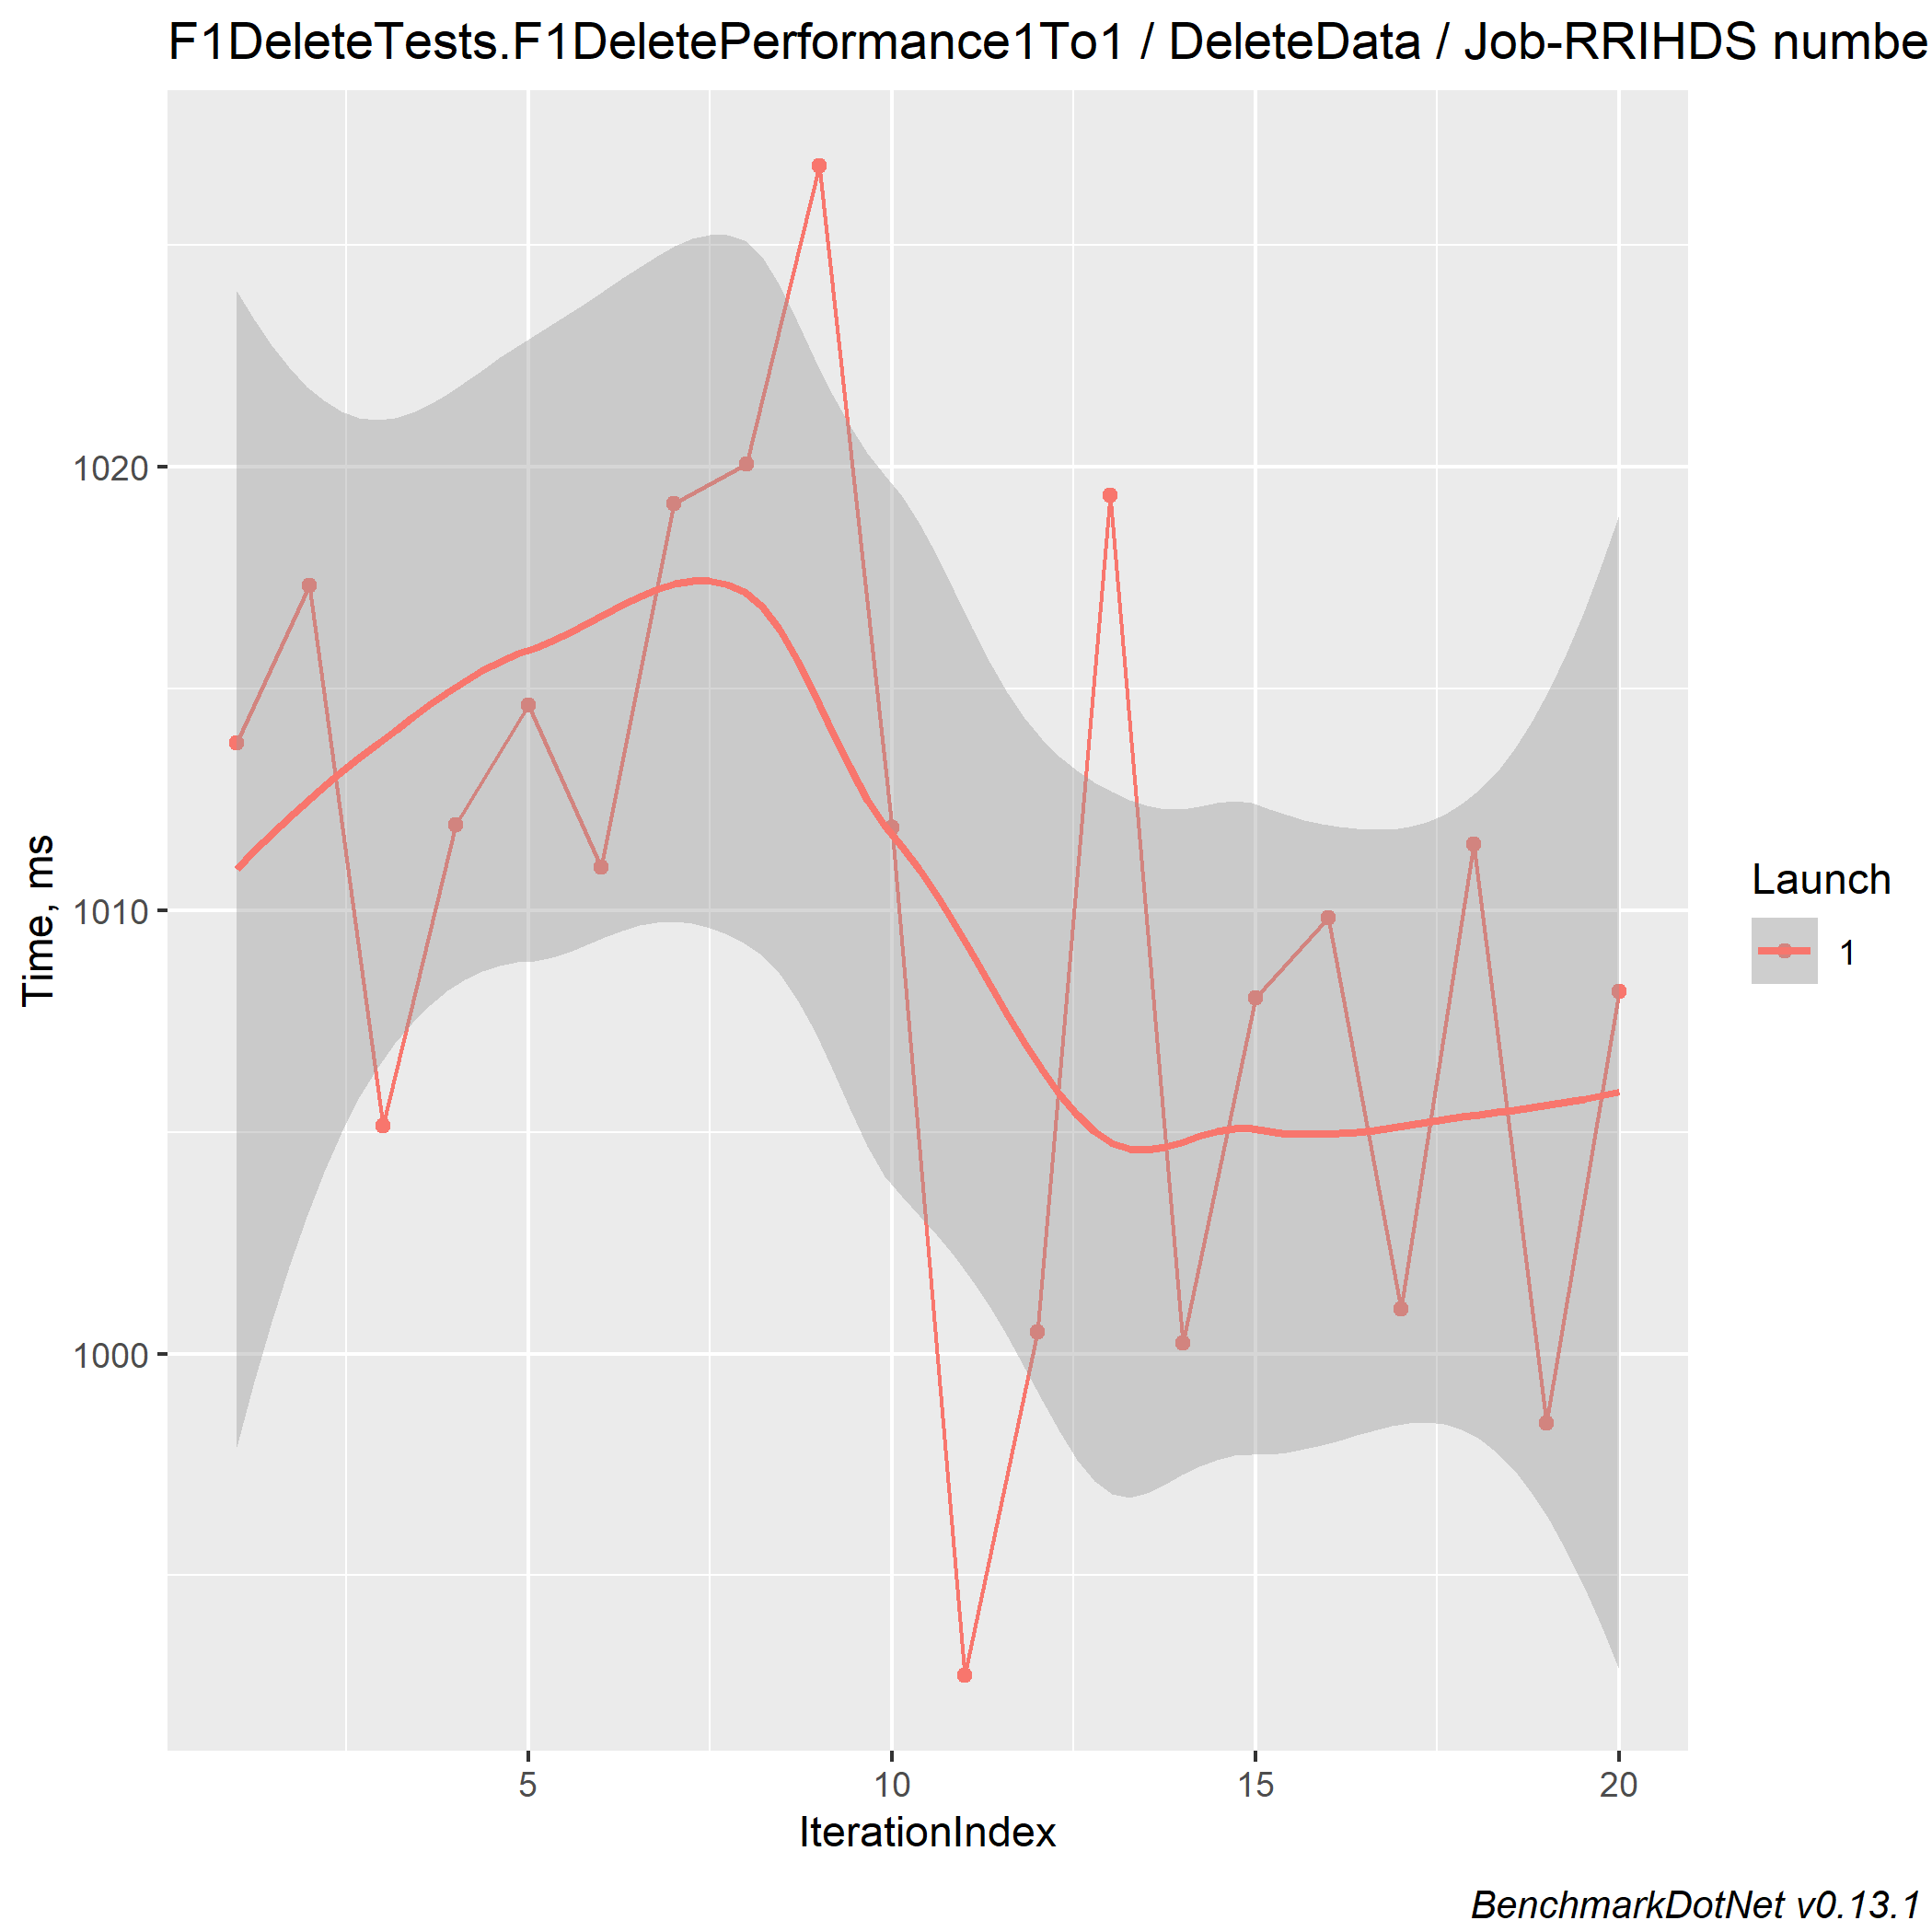 F1DeleteTests.F1DeletePerformance1To1 / DeleteData / Job-RRIHDS numbe
1020
1010
1000
Time, ms
5 10 15 20
IterationIndex
Launch
1
BenchmarkDotNet v0.13.1